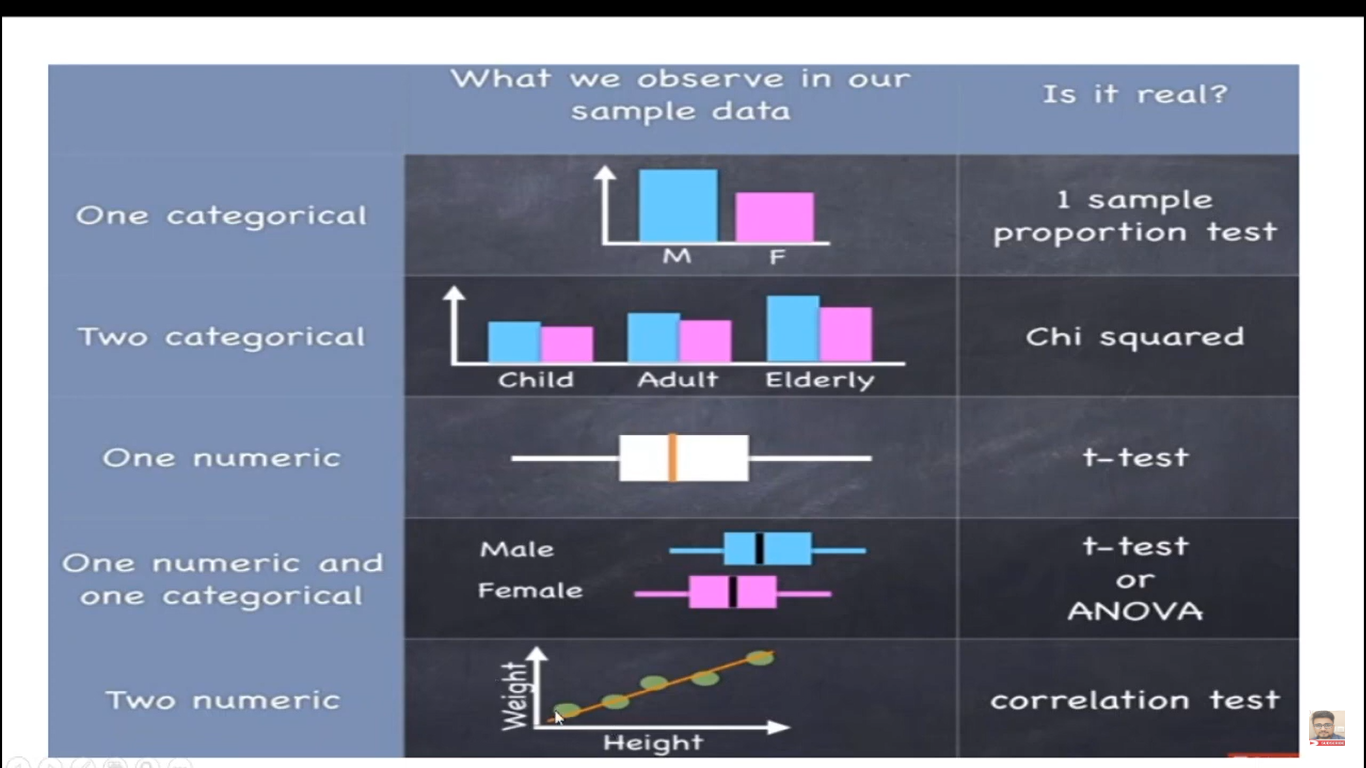 What we observe in our
sample data
Is it real?
One categorical
M F
1 sample
proportion test
Two categorical
Child Adult Elderly
Chi squared
One numeric
t-test
One numeric and
one categorical
Male
Female
t-test
or
ANOVA
Two numeric
Weight
Height
correlation test